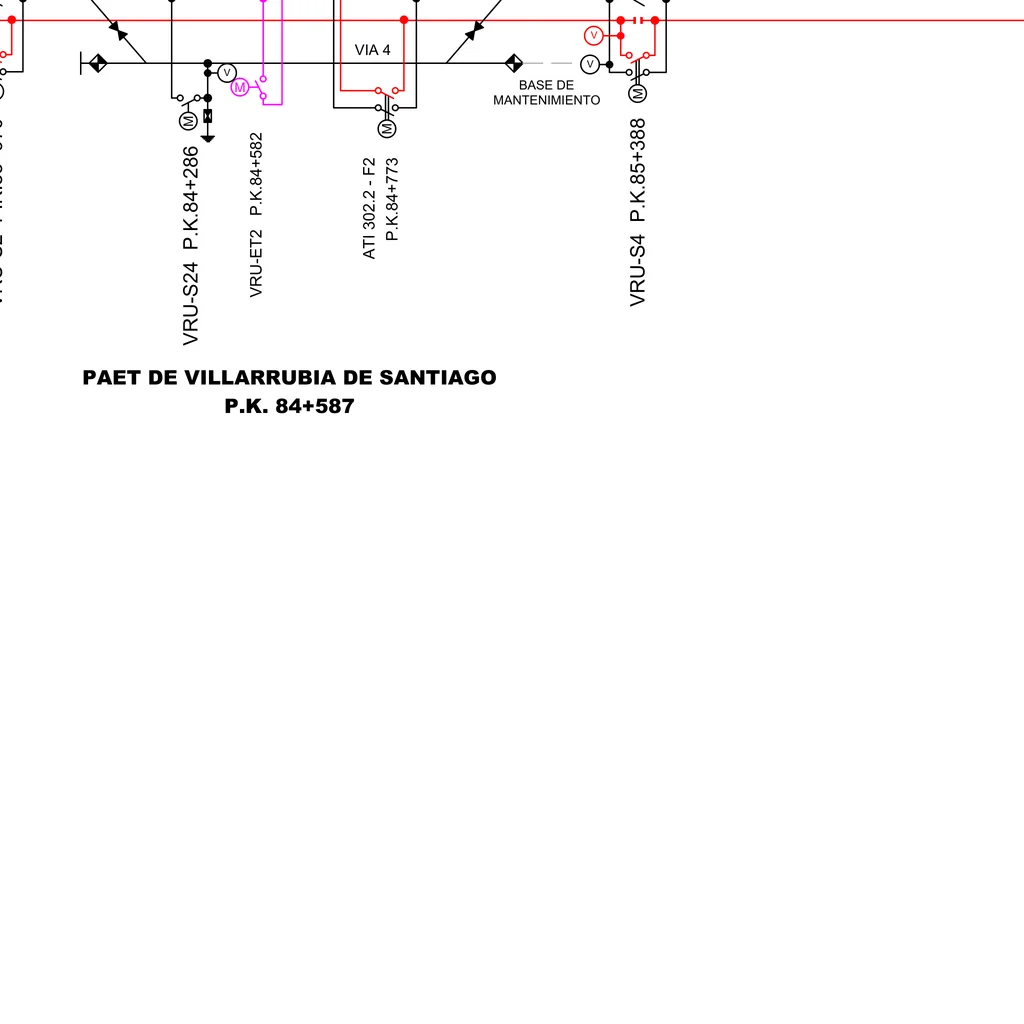 VIA 4
V
V
V
M
M
M
M
BASE DE
MANTENIMIENTO
VRU-S24 P.K.84+286
VRU-ET2 P.K.84+582
ATI 302.2 - F2
P.K.84+773
VRU-S4 P.K.85+388
PAET DE VILLARRUBIA DE SANTIAGO
P.K. 84+587